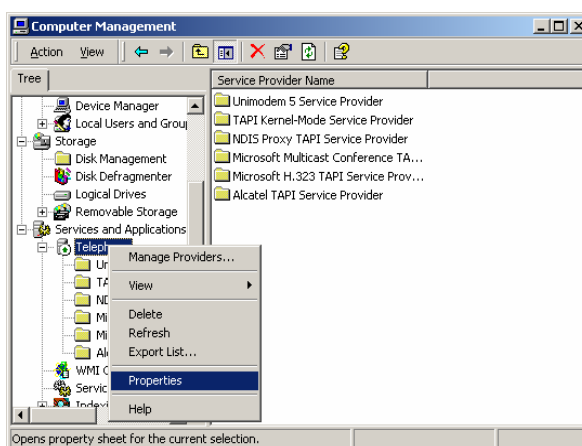 Computer Management
Action View
Tree
Service Provider Name
Device Manager
Local Users and Grou
Storage
Disk Management
Disk Defragmenter
Logical Drives
Removable Storage
Services and Applications
Teleph
Un
TA
ND
Mi
Mi
Al
WMI C
Servic
Indexi
Unimodem 5 Service Provider
TAPI Kernel-Mode Service Provider
NDIS Proxy TAPI Service Provider
Microsoft Multicast Conference TA...
Microsoft H.323 TAPI Service Prov...
Alcatel TAPI Service Provider
Manage Providers...
View
Delete
Refresh
Export List...
Properties
Help
Opens property sheet for the current selection.